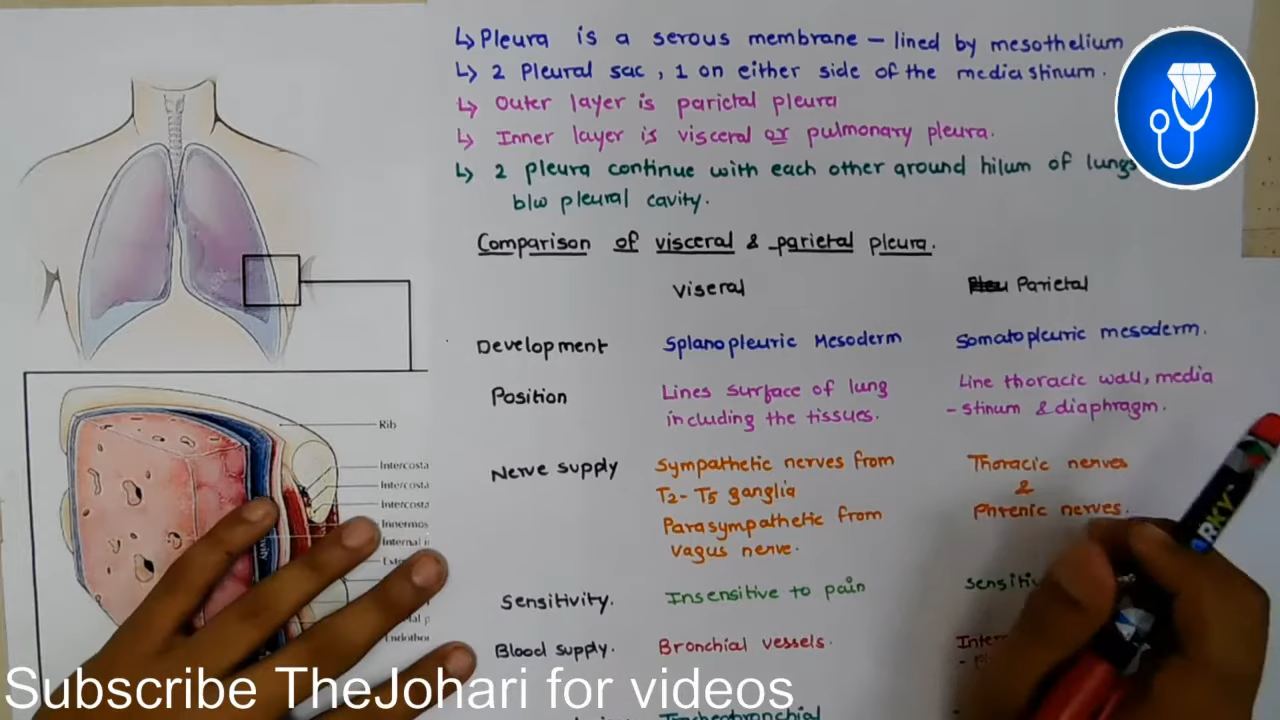 ↳ Pleura is a serous membrane – lined by mesothelium
↳ 2 Pleural sac, 1 on either side of the mediastinum.
↳ Outer layer is parietal pleura
↳ Inner layer is visceral or pulmonary pleura.
↳ 2 pleura continue with each other around hilum of lungs
b/w pleural cavity.
Comparison of visceral & parietal pleura.
Viseral Parietal
Development Splanopleuric Mesoderm Somatopleuric mesoderm.
Position Lines surface of lung Line thoracic wall, media
including the tissues. - stinum & diaphragm.
Nerve supply Sympathetic nerves from Thoracic nerves
T2- T5 ganglia &
Parasympathetic from Phrenic nerves.
vagus nerve.
Sensitivity. Insensitive to pain
Blood supply. Bronchial vessels.
Tracheobronchial
Rib
Intercosta
Intercosta
Intercosta
Innermos
Internal i
Subscribe TheJohari for videos